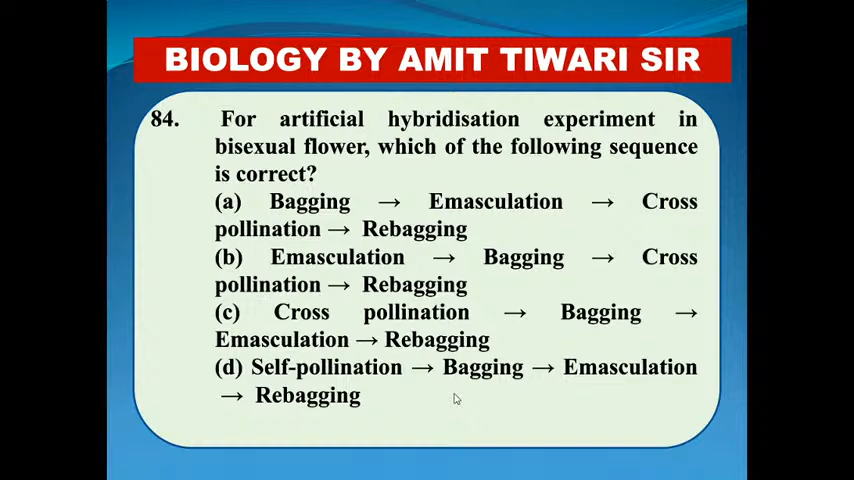 BIOLOGY BY AMIT TIWARI SIR
84. For artificial hybridisation experiment in
bisexual flower, which of the following sequence
is correct?
(a) Bagging → Emasculation → Cross
pollination → Rebagging
(b) Emasculation → Bagging → Cross
pollination → Rebagging
(c) Cross pollination → Bagging →
Emasculation → Rebagging
(d) Self-pollination → Bagging → Emasculation
→ Rebagging